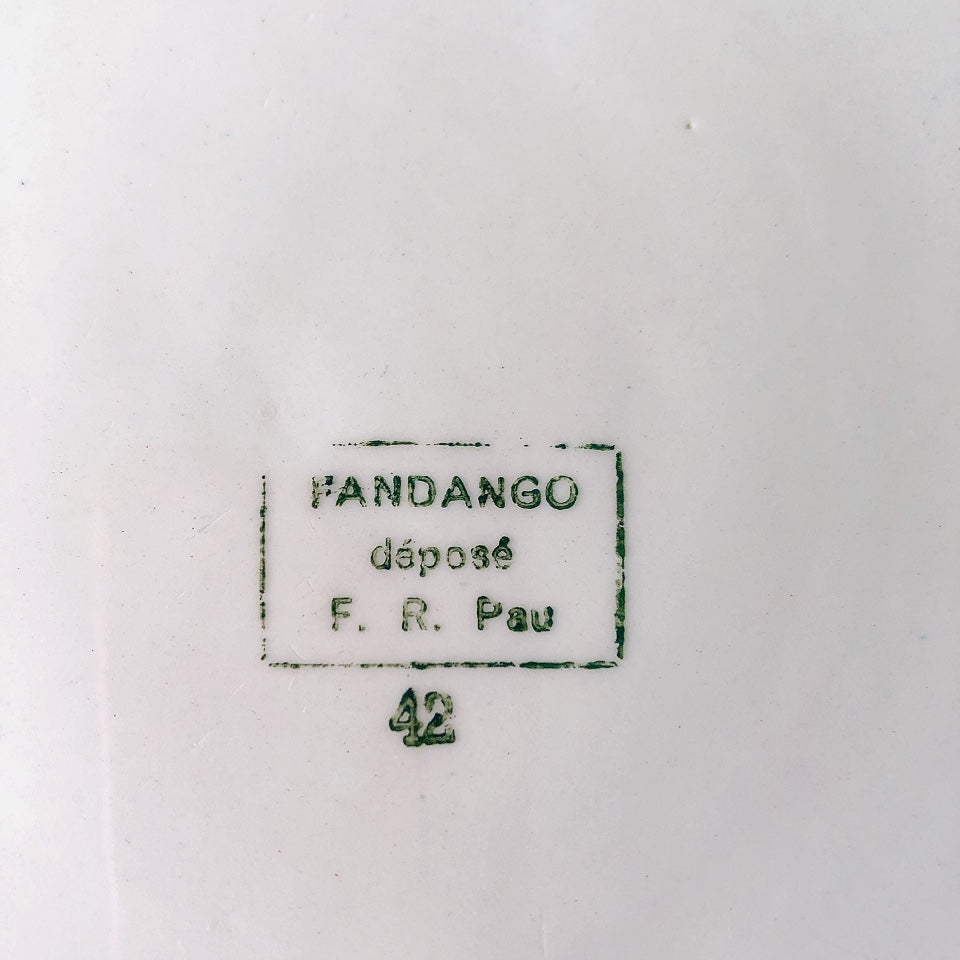 FANDANGO
déposé
F. R. Pau
42